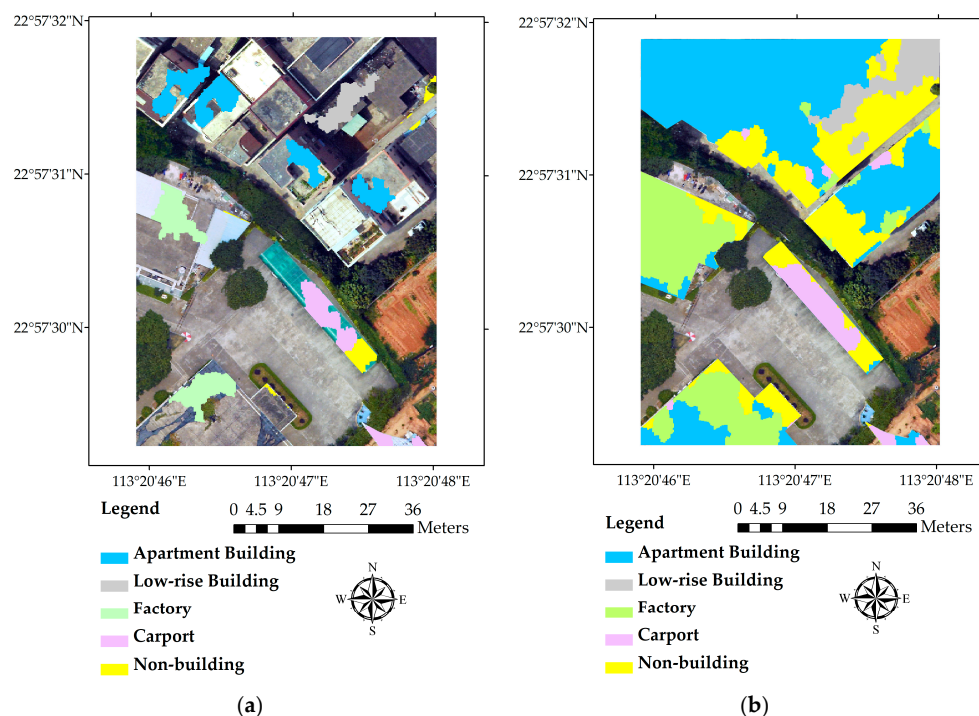 22°57'32"N
22°57'31"N
22°57'30"N
113°20'46"E 113°20'47"E 113°20'48"E
Legend
0 4.5 9 18 27 36
Meters
Apartment Building
Low-rise Building
Factory
Carport
Non-building
N
W E
S
(a)
22°57'32"N
22°57'31"N
22°57'30"N
113°20'46"E 113°20'47"E 113°20'48"E
Legend
0 4.5 9 18 27 36
Meters
Apartment Building
Low-rise Building
Factory
Carport
Non-building
N
W E
S
(b)